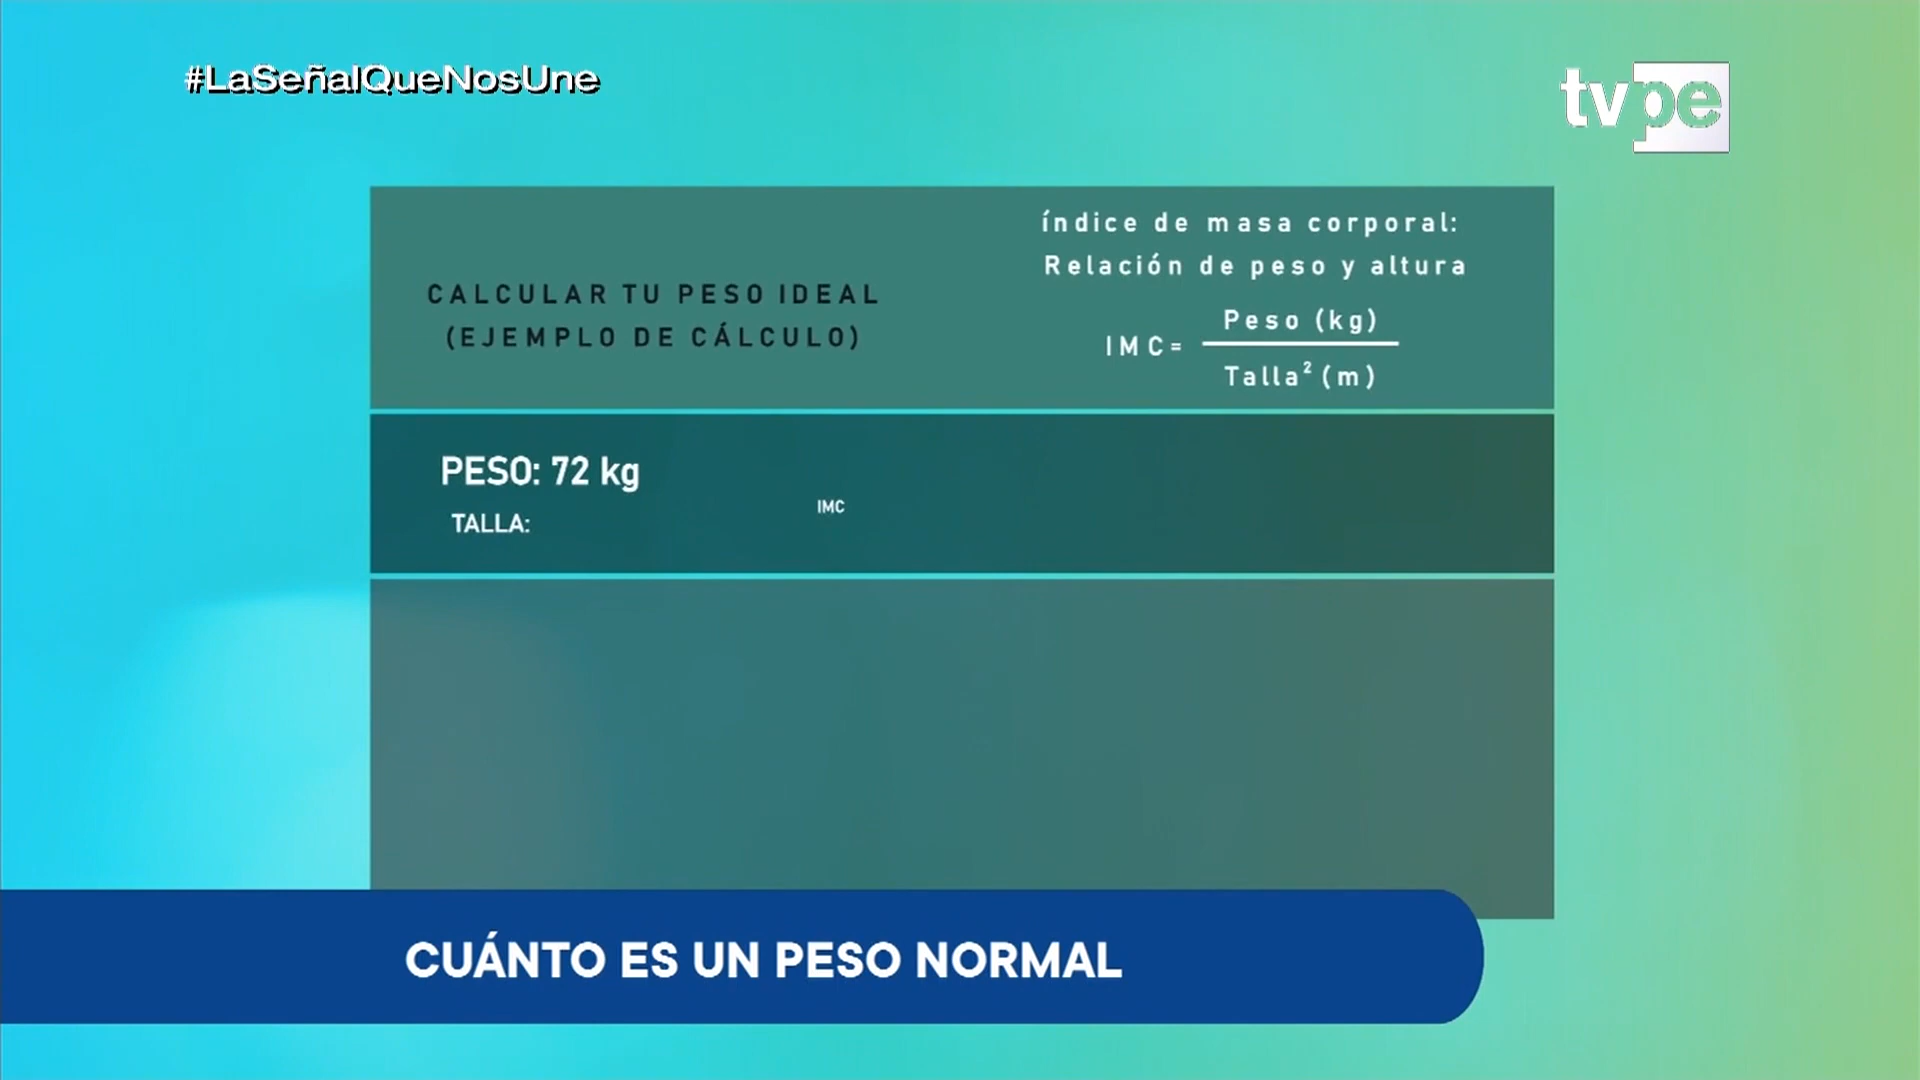 #LaSeñalQueNosUne
tvpe
CALCULAR TU PESO IDEAL
(EJEMPLO DE CÁLCULO)
índice de masa corporal:
Relación de peso y altura
IMC= Peso (kg)
Talla² (m)
PESO: 72 kg
TALLA:
IMC
CUÁNTO ES UN PESO NORMAL